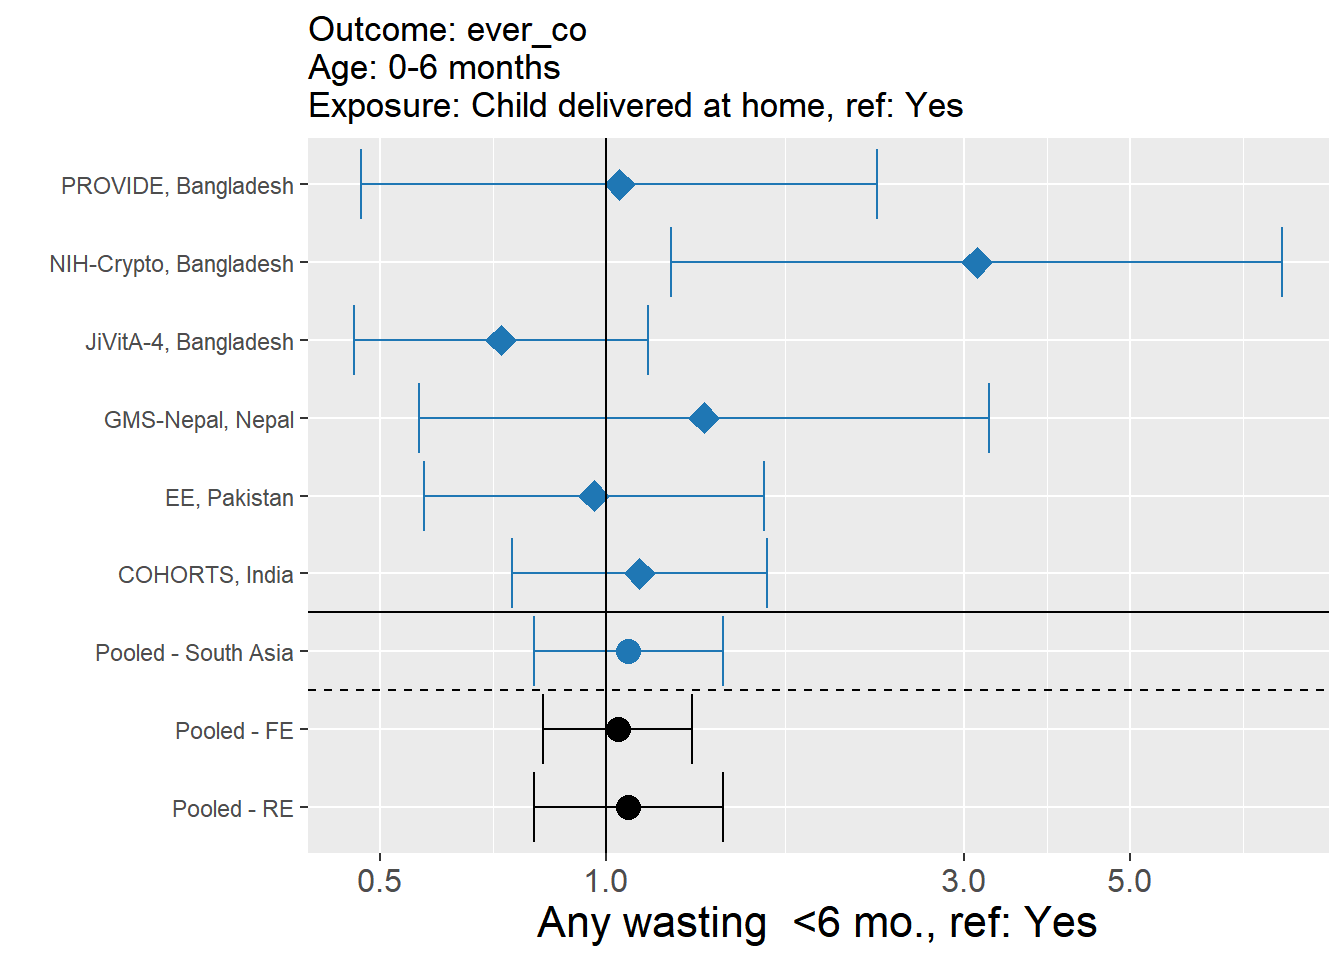 Outcome: ever_co
Age: 0-6 months
Exposure: Child delivered at home, ref: Yes
PROVIDE, Bangladesh
NIH-Crypto, Bangladesh
JiVitA-4, Bangladesh
GMS-Nepal, Nepal
EE, Pakistan
COHORTS, India
Pooled - South Asia
Pooled - FE
Pooled - RE
0.5 1.0 3.0 5.0
Any wasting  <6 mo., ref: Yes